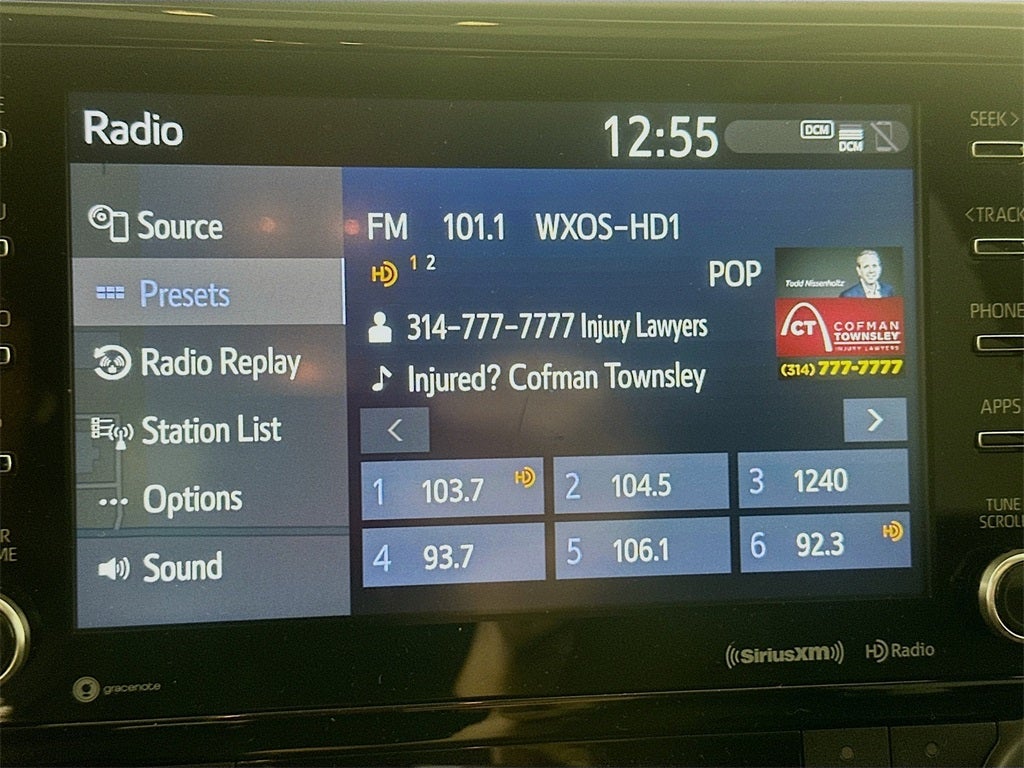 Radio
12:55
DCM
DCM
SEEK >
<TRACK
PHONE
APPS
TUNE
SCROLL
Source
Presets
Radio Replay
Station List
Options
Sound
FM 101.1 WXOS-HD1
HD 1 2
POP
314-777-7777 Injury Lawyers
Injured? Cofman Townsley
Todd Nissenholtz
CT COFMAN
TOWNSLEY
INJURY LAWYERS
(314) 777-7777
< >
1 103.7 HD
2 104.5
3 1240
4 93.7
5 106.1
6 92.3 HD
((SiriusXM))
HD Radio
gracenote